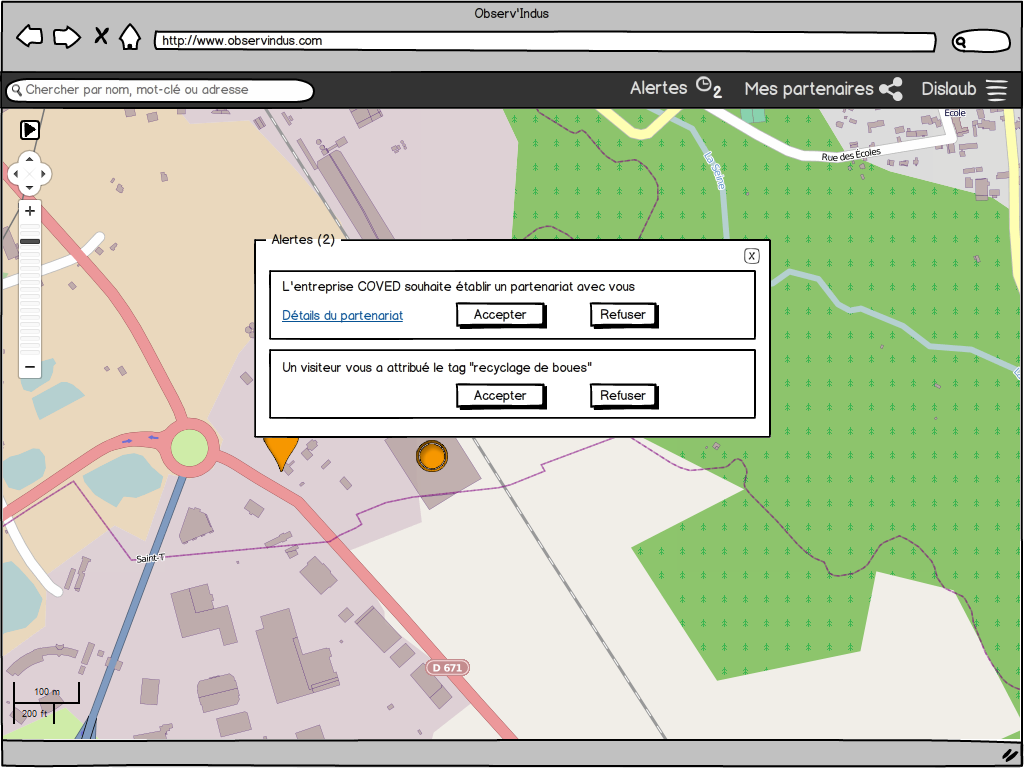 Observ'Indus
http://www.observindus.com
Chercher par nom, mot-clé ou adresse
Alertes 2
Mes partenaires
Dislaub
École
Rue des Écoles
La Seine
Alertes (2)
X
L'entreprise COVED souhaite établir un partenariat avec vous
Détails du partenariat
Accepter
Refuser
Un visiteur vous a attribué le tag "recyclage de boues"
Accepter
Refuser
Saint-T
D 671
100 m
200 ft